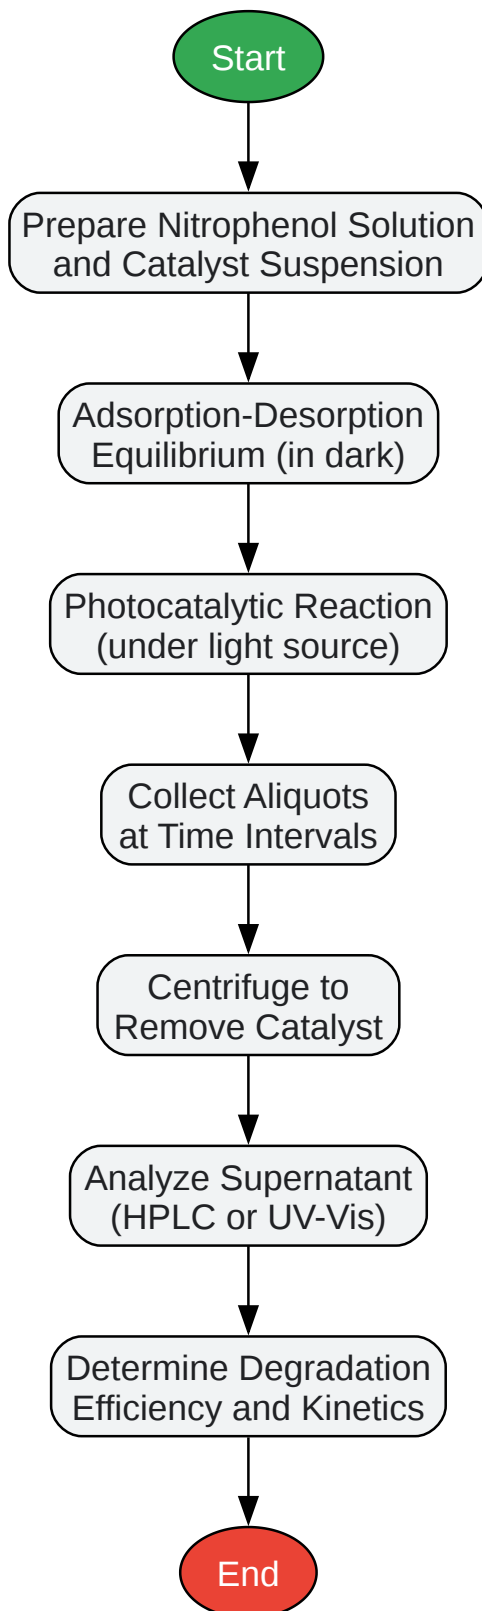 Start
Prepare Nitrophenol Solution
and Catalyst Suspension
Adsorption-Desorption
Equilibrium (in dark)
Photocatalytic Reaction
(under light source)
Collect Aliquots
at Time Intervals
Centrifuge to
Remove Catalyst
Analyze Supernatant
(HPLC or UV-Vis)
Determine Degradation
Efficiency and Kinetics
End